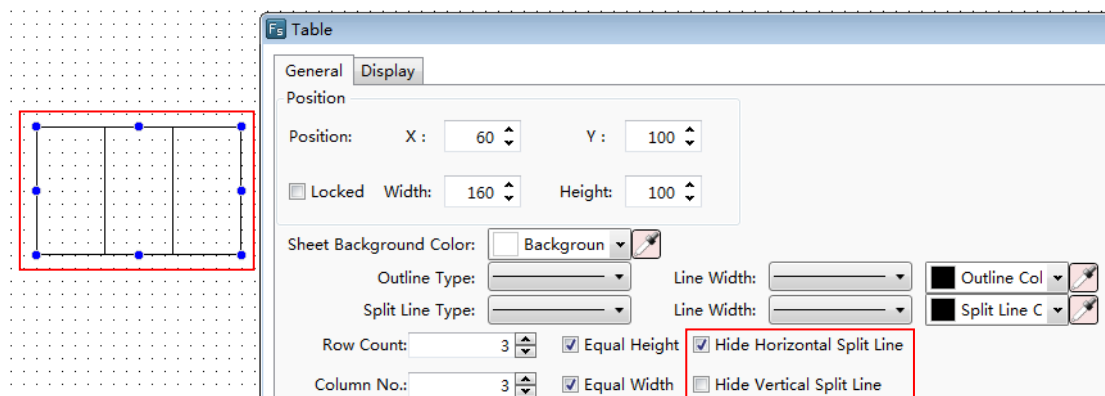 Fs Table
General Display
Position
Position: X : 60 Y : 100
Locked Width: 160 Height: 100
Sheet Background Color: Backgroun
Outline Type: Line Width: Outline Col
Split Line Type: Line Width: Split Line C
Row Count: 3 Equal Height Hide Horizontal Split Line
Column No.: 3 Equal Width Hide Vertical Split Line